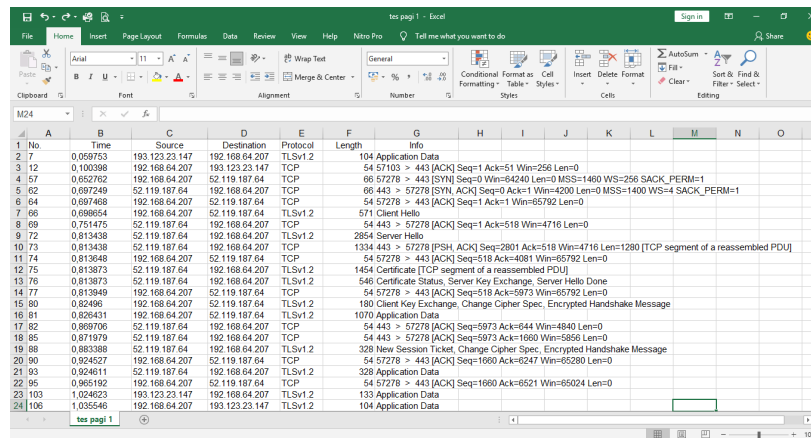 tes pagi 1 - Excel Sign in
File Home Insert Page Layout Formulas Data Review View Help Nitro Pro Tell me what you want to do Share
Paste Arial 11 A A Wrap Text General Conditional Formatting Format as Table Cell Styles Insert Delete Format AutoSum Fill Clear Sort & Filter Find & Select
B I U A Merge & Center % ,
Clipboard Font Alignment Number Styles Cells Editing
M24 fx
A B C D E F G H I J K L M N O
1 No. Time Source Destination Protocol Length Info
2 7 0,059753 193.123.23.147 192.168.64.207 TLSv1.2 104 Application Data
3 12 0,100398 192.168.64.207 193.123.23.147 TCP 54 57103 > 443 [ACK] Seq=1 Ack=51 Win=256 Len=0
4 57 0,652762 192.168.64.207 52.119.187.64 TCP 66 57278 > 443 [SYN] Seq=0 Win=64240 Len=0 MSS=1460 WS=256 SACK_PERM=1
5 62 0,697249 52.119.187.64 192.168.64.207 TCP 66 443 > 57278 [SYN, ACK] Seq=0 Ack=1 Win=4200 Len=0 MSS=1400 WS=4 SACK_PERM=1
6 64 0,697468 192.168.64.207 52.119.187.64 TCP 54 57278 > 443 [ACK] Seq=1 Ack=1 Win=65792 Len=0
7 66 0,698654 192.168.64.207 52.119.187.64 TLSv1.2 571 Client Hello
8 69 0,751475 52.119.187.64 192.168.64.207 TCP 54 443 > 57278 [ACK] Seq=1 Ack=518 Win=4716 Len=0
9 72 0,813438 52.119.187.64 192.168.64.207 TLSv1.2 2854 Server Hello
10 73 0,813438 52.119.187.64 192.168.64.207 TCP 1334 443 > 57278 [PSH, ACK] Seq=2801 Ack=518 Win=4716 Len=1280 [TCP segment of a reassembled PDU]
11 74 0,813648 192.168.64.207 52.119.187.64 TCP 54 57278 > 443 [ACK] Seq=518 Ack=4081 Win=65792 Len=0
12 75 0,813873 52.119.187.64 192.168.64.207 TLSv1.2 1454 Certificate [TCP segment of a reassembled PDU]
13 76 0,813873 52.119.187.64 192.168.64.207 TLSv1.2 546 Certificate Status, Server Key Exchange, Server Hello Done
14 77 0,813949 192.168.64.207 52.119.187.64 TCP 54 57278 > 443 [ACK] Seq=518 Ack=5973 Win=65792 Len=0
15 80 0,82496 192.168.64.207 52.119.187.64 TLSv1.2 180 Client Key Exchange, Change Cipher Spec, Encrypted Handshake Message
16 81 0,826431 192.168.64.207 52.119.187.64 TLSv1.2 1070 Application Data
17 82 0,869706 52.119.187.64 192.168.64.207 TCP 54 443 > 57278 [ACK] Seq=5973 Ack=644 Win=4840 Len=0
18 85 0,871979 52.119.187.64 192.168.64.207 TCP 54 443 > 57278 [ACK] Seq=5973 Ack=1660 Win=5856 Len=0
19 88 0,883388 52.119.187.64 192.168.64.207 TLSv1.2 328 New Session Ticket, Change Cipher Spec, Encrypted Handshake Message
20 90 0,924527 192.168.64.207 52.119.187.64 TCP 54 57278 > 443 [ACK] Seq=1660 Ack=6247 Win=65280 Len=0
21 93 0,924611 52.119.187.64 192.168.64.207 TLSv1.2 328 Application Data
22 95 0,965192 192.168.64.207 52.119.187.64 TCP 54 57278 > 443 [ACK] Seq=1660 Ack=6521 Win=65024 Len=0
23 103 1,024623 192.168.64.207 193.123.23.147 TLSv1.2 133 Application Data
24 106 1,035546 192.168.64.207 193.123.23.147 TLSv1.2 104 Application Data
tes pagi 1